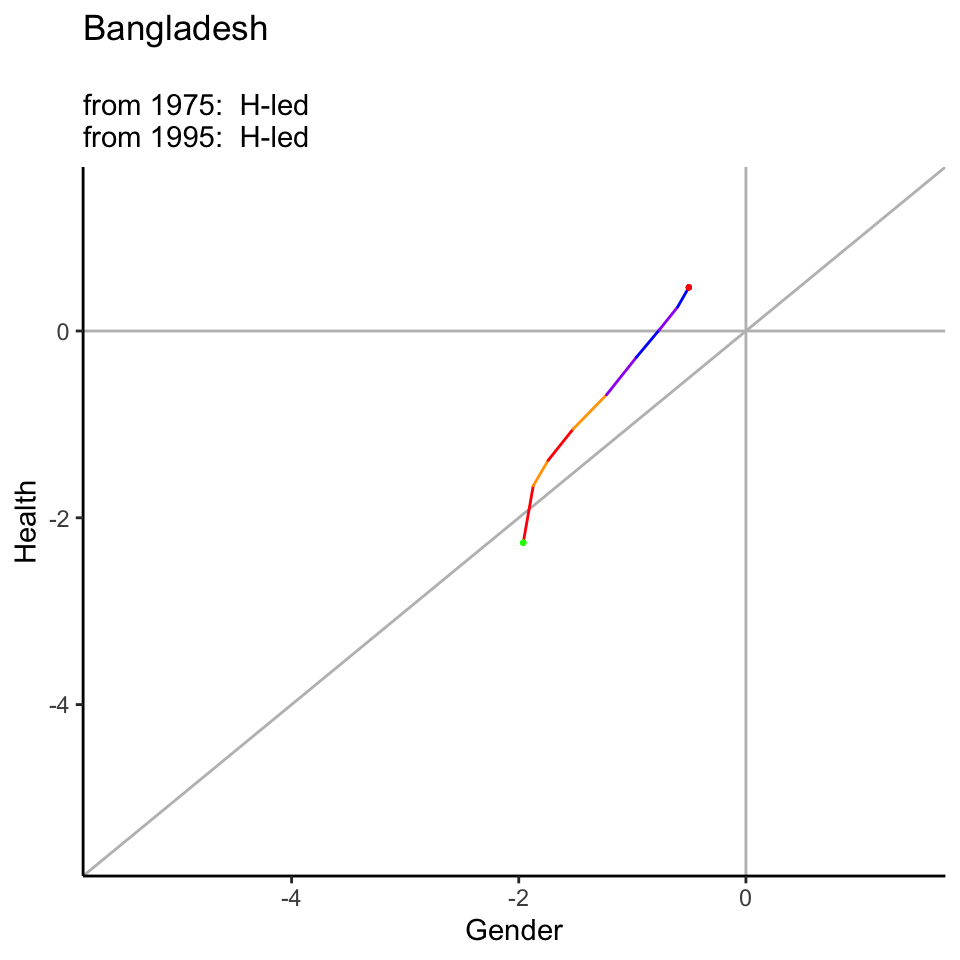 Bangladesh
from 1975:  H-led
from 1995:  H-led
Health
0
-2
-4
-4
-2
0
Gender